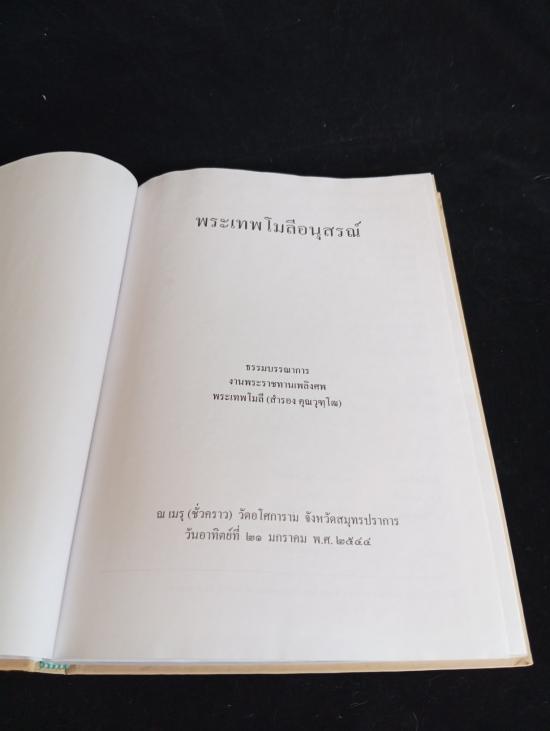 พระเทพโมลีอนุสรณ์
ธรรมบรรณาการ
งานพระราชทานเพลิงศพ
พระเทพโมลี (สำรอง คุณวุฑฺโฒ)
ณ เมรุ (ชั่วคราว) วัดอโศการาม จังหวัดสมุทรปราการ
วันอาทิตย์ที่ ๒๑ มกราคม พ.ศ. ๒๕๔๔